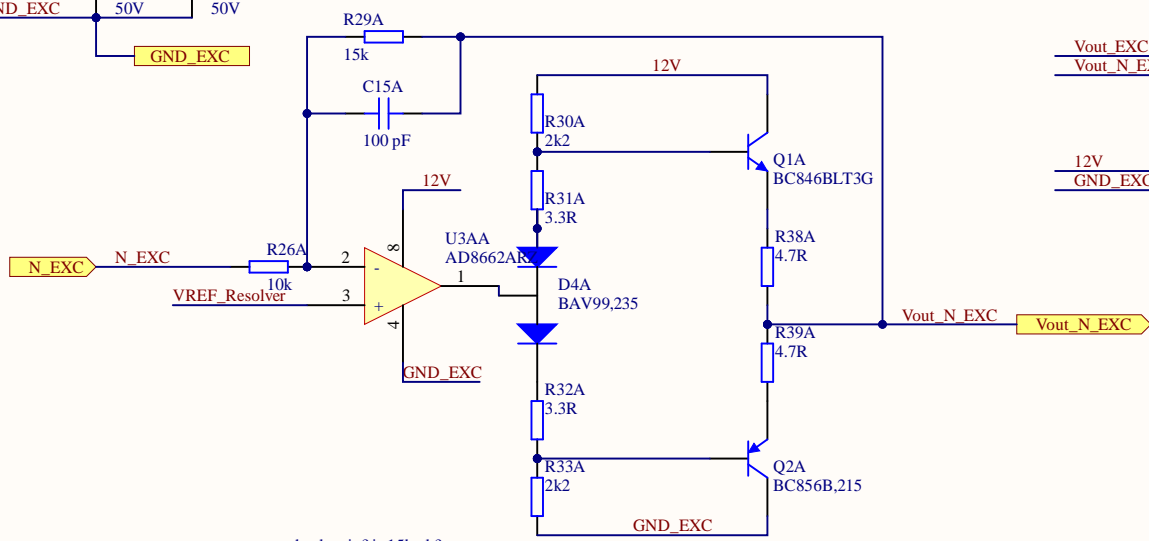 ND_EXC
50V
50V
GND_EXC
R29A
15k
C15A
100 pF
12V
Vout_EXC
R30A
2k2
Q1A
BC846BLT3G
12V
GND_EXC
R31A
3.3R
12V
8
U3AA
R38A
4.7R
N_EXC
N_EXC
R26A
10k
2
-
1
D4A
BAV99,235
VREF_Resolver
3
+
4
Vout_N_EXC
Vout_N_EXC
R39A
4.7R
GND_EXC
R32A
3.3R
R33A
2k2
Q2A
BC856B,215
GND_EXC